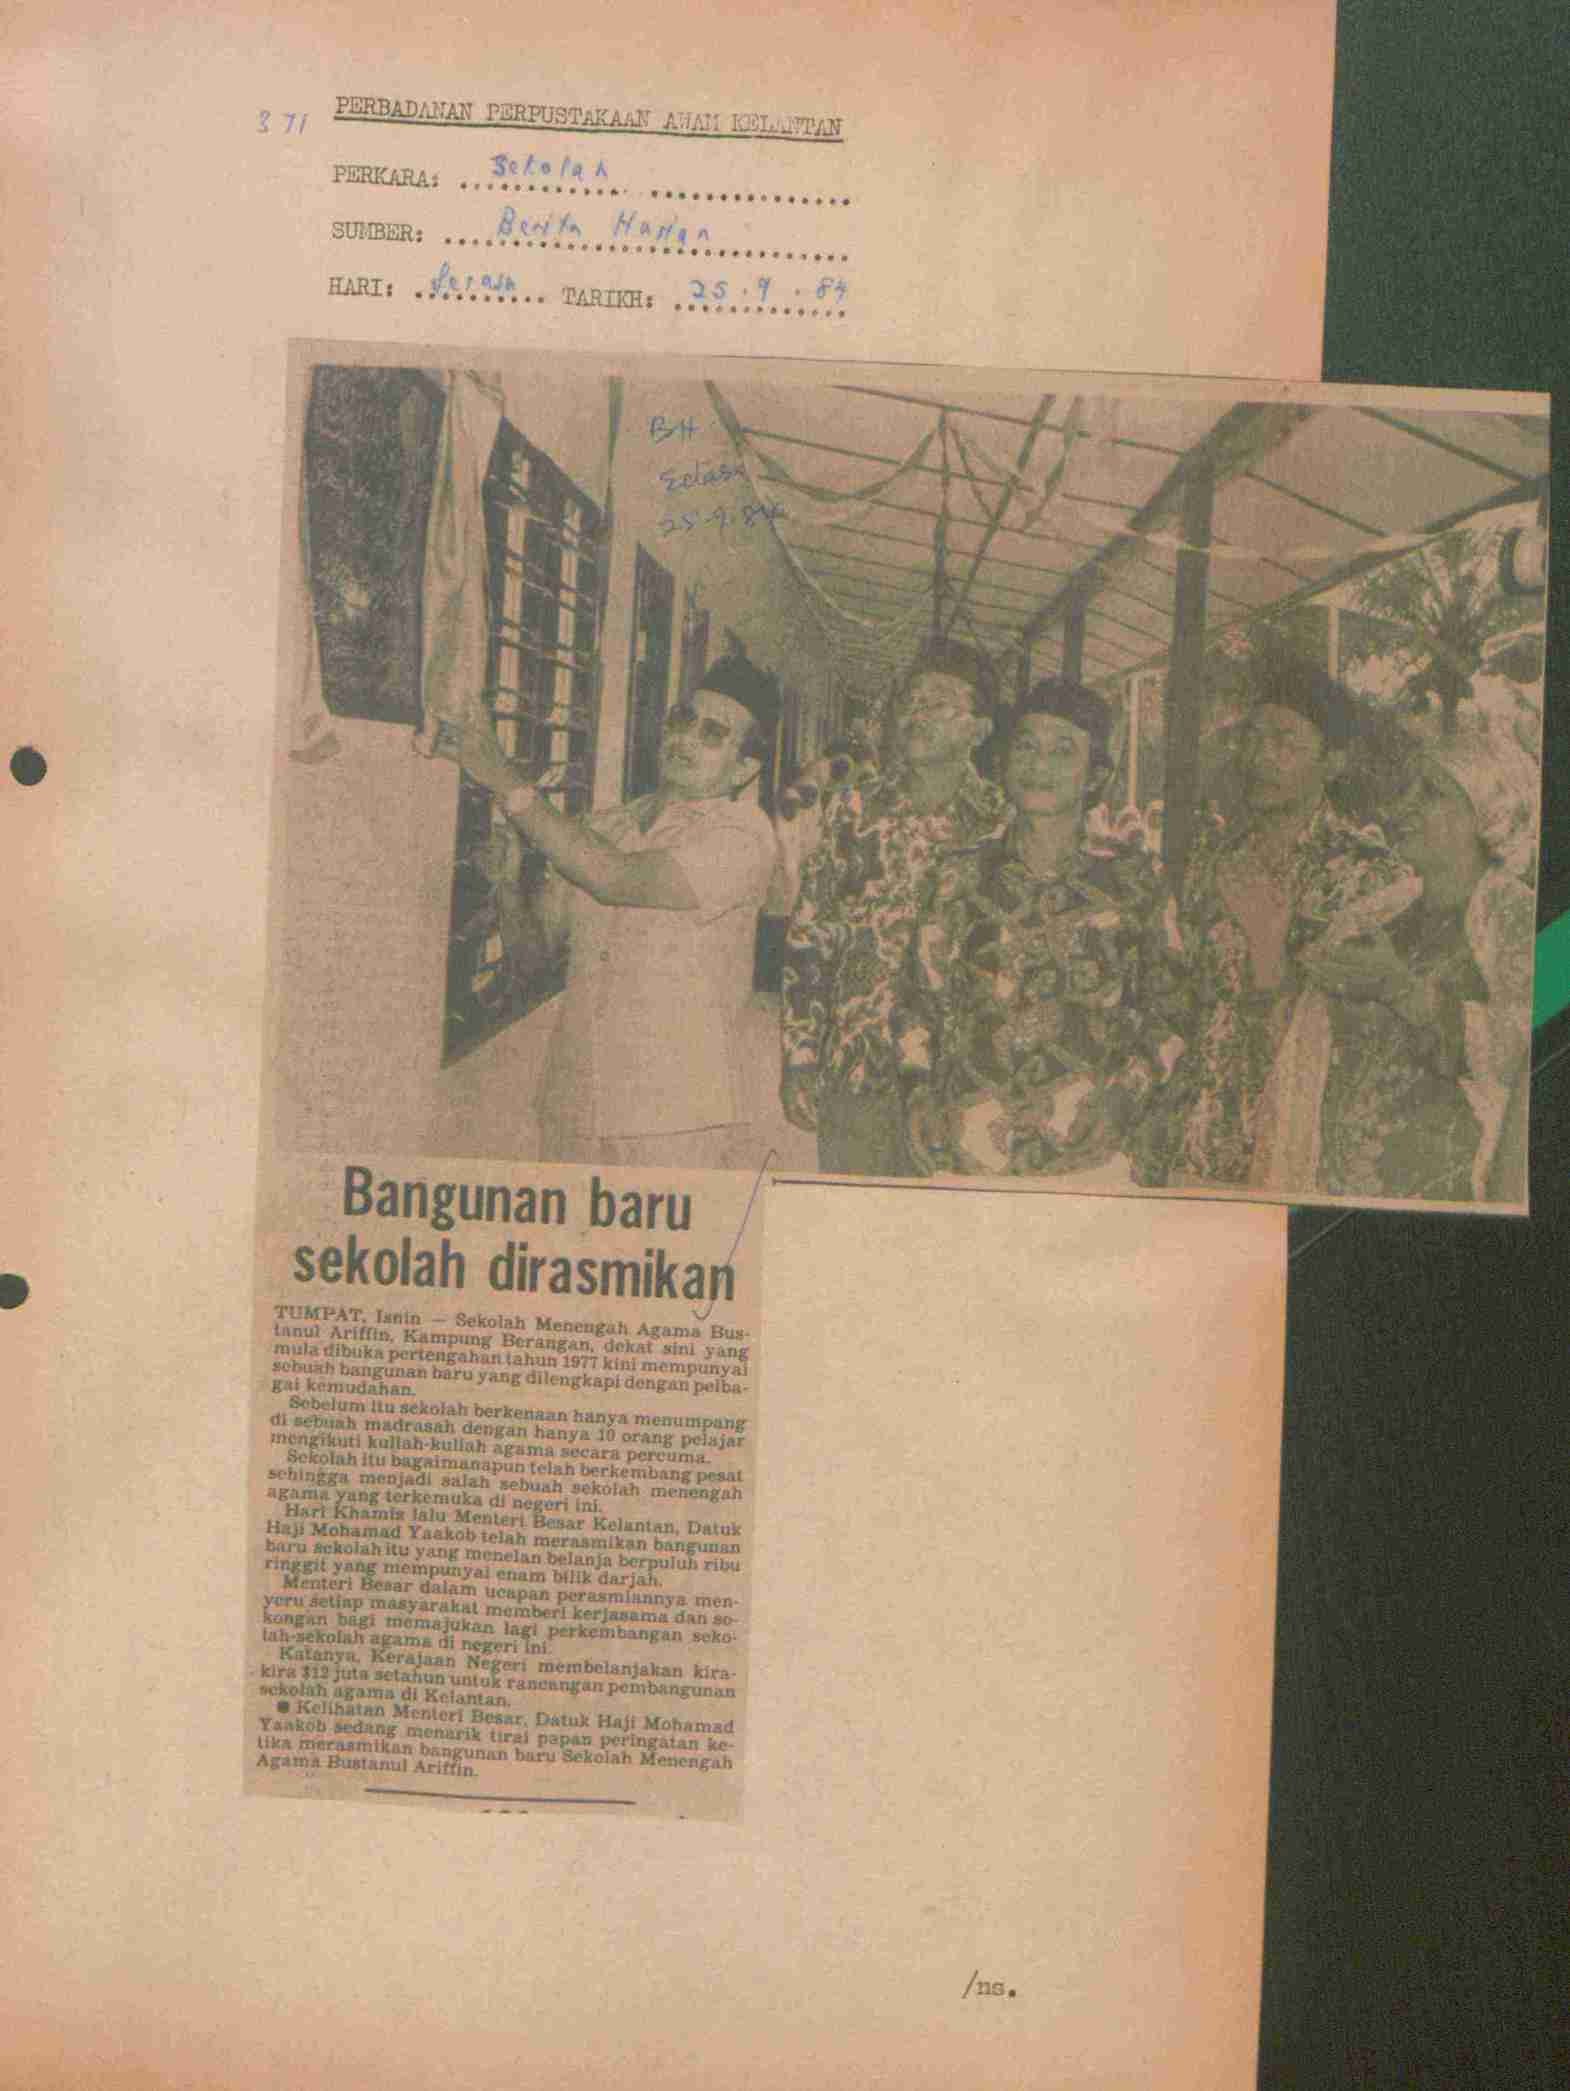 371
PERBADANAN PERPUSTAKAAN AWAM KELANTAN
PERKARA: Sekolah
SUMBER: Berita Harian
HARI: Selasa TARIKH: 25.9.84
BH
Selasa
25.9.84
Bangunan baru
sekolah dirasmikan
TUMPAT, Isnin — Sekolah Menengah Agama Bus-
tanul Ariffin, Kampung Berangan, dekat sini yang
mula dibuka pertengahan tahun 1977 kini mempunyai
sebuah bangunan baru yang dilengkapi dengan pelba-
gai kemudahan.
Sebelum itu sekolah berkenaan hanya menumpang
di sebuah madrasah dengan hanya 10 orang pelajar
mengikuti kuliah-kuliah agama secara percuma.
Sekolah itu bagaimanapun telah berkembang pesat
sehingga menjadi salah sebuah sekolah menengah
agama yang terkemuka di negeri ini.
Hari Khamis lalu Menteri Besar Kelantan, Datuk
Haji Mohamad Yaakob telah merasmikan bangunan
baru sekolah itu yang menelan belanja berpuluh ribu
ringgit yang mempunyai enam bilik darjah.
Menteri Besar dalam ucapan perasmiannya men-
yeru setiap masyarakat memberi kerjasama dan so-
kongan bagi memajukan lagi perkembangan seko-
lah-sekolah agama di negeri ini.
Katanya, Kerajaan Negeri membelanjakan kira-
kira $12 juta setahun untuk rancangan pembangunan
sekolah agama di Kelantan.
● Kelihatan Menteri Besar, Datuk Haji Mohamad
Yaakob sedang menarik tirai papan peringatan ke-
tika merasmikan bangunan baru Sekolah Menengah
Agama Bustanul Ariffin.
/ns.